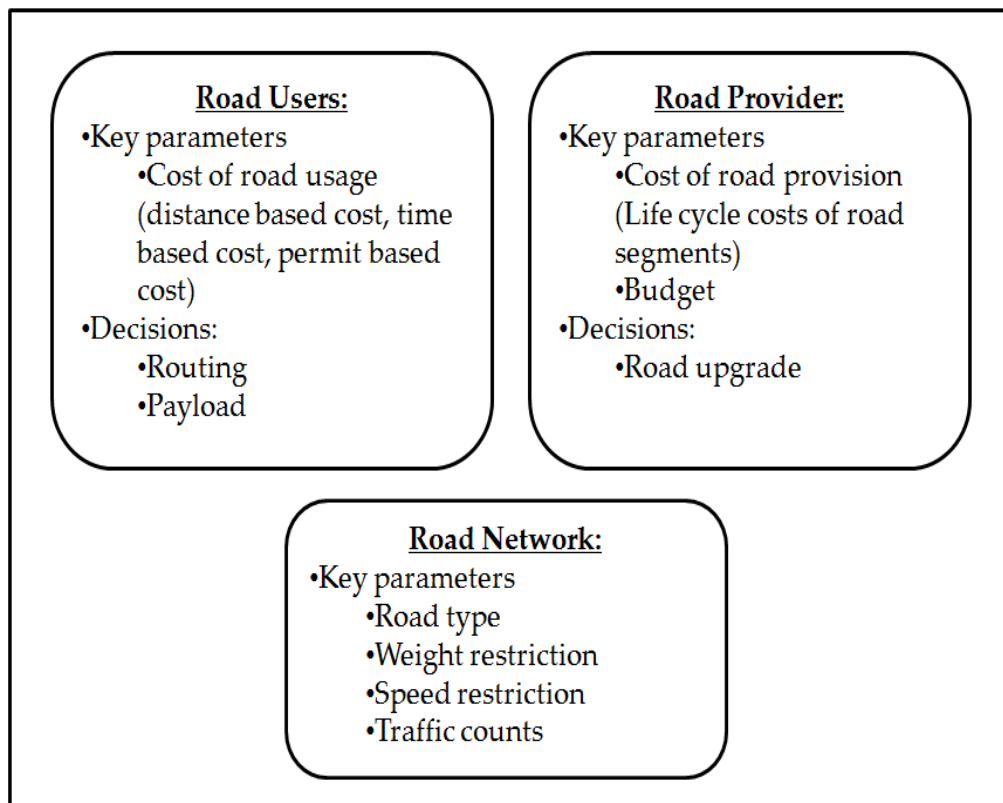 Road Users:
•Key parameters
•Cost of road usage
(distance based cost, time
based cost, permit based
cost)
•Decisions:
•Routing
•Payload
Road Provider:
•Key parameters
•Cost of road provision
(Life cycle costs of road
segments)
•Budget
•Decisions:
•Road upgrade
Road Network:
•Key parameters
•Road type
•Weight restriction
•Speed restriction
•Traffic counts